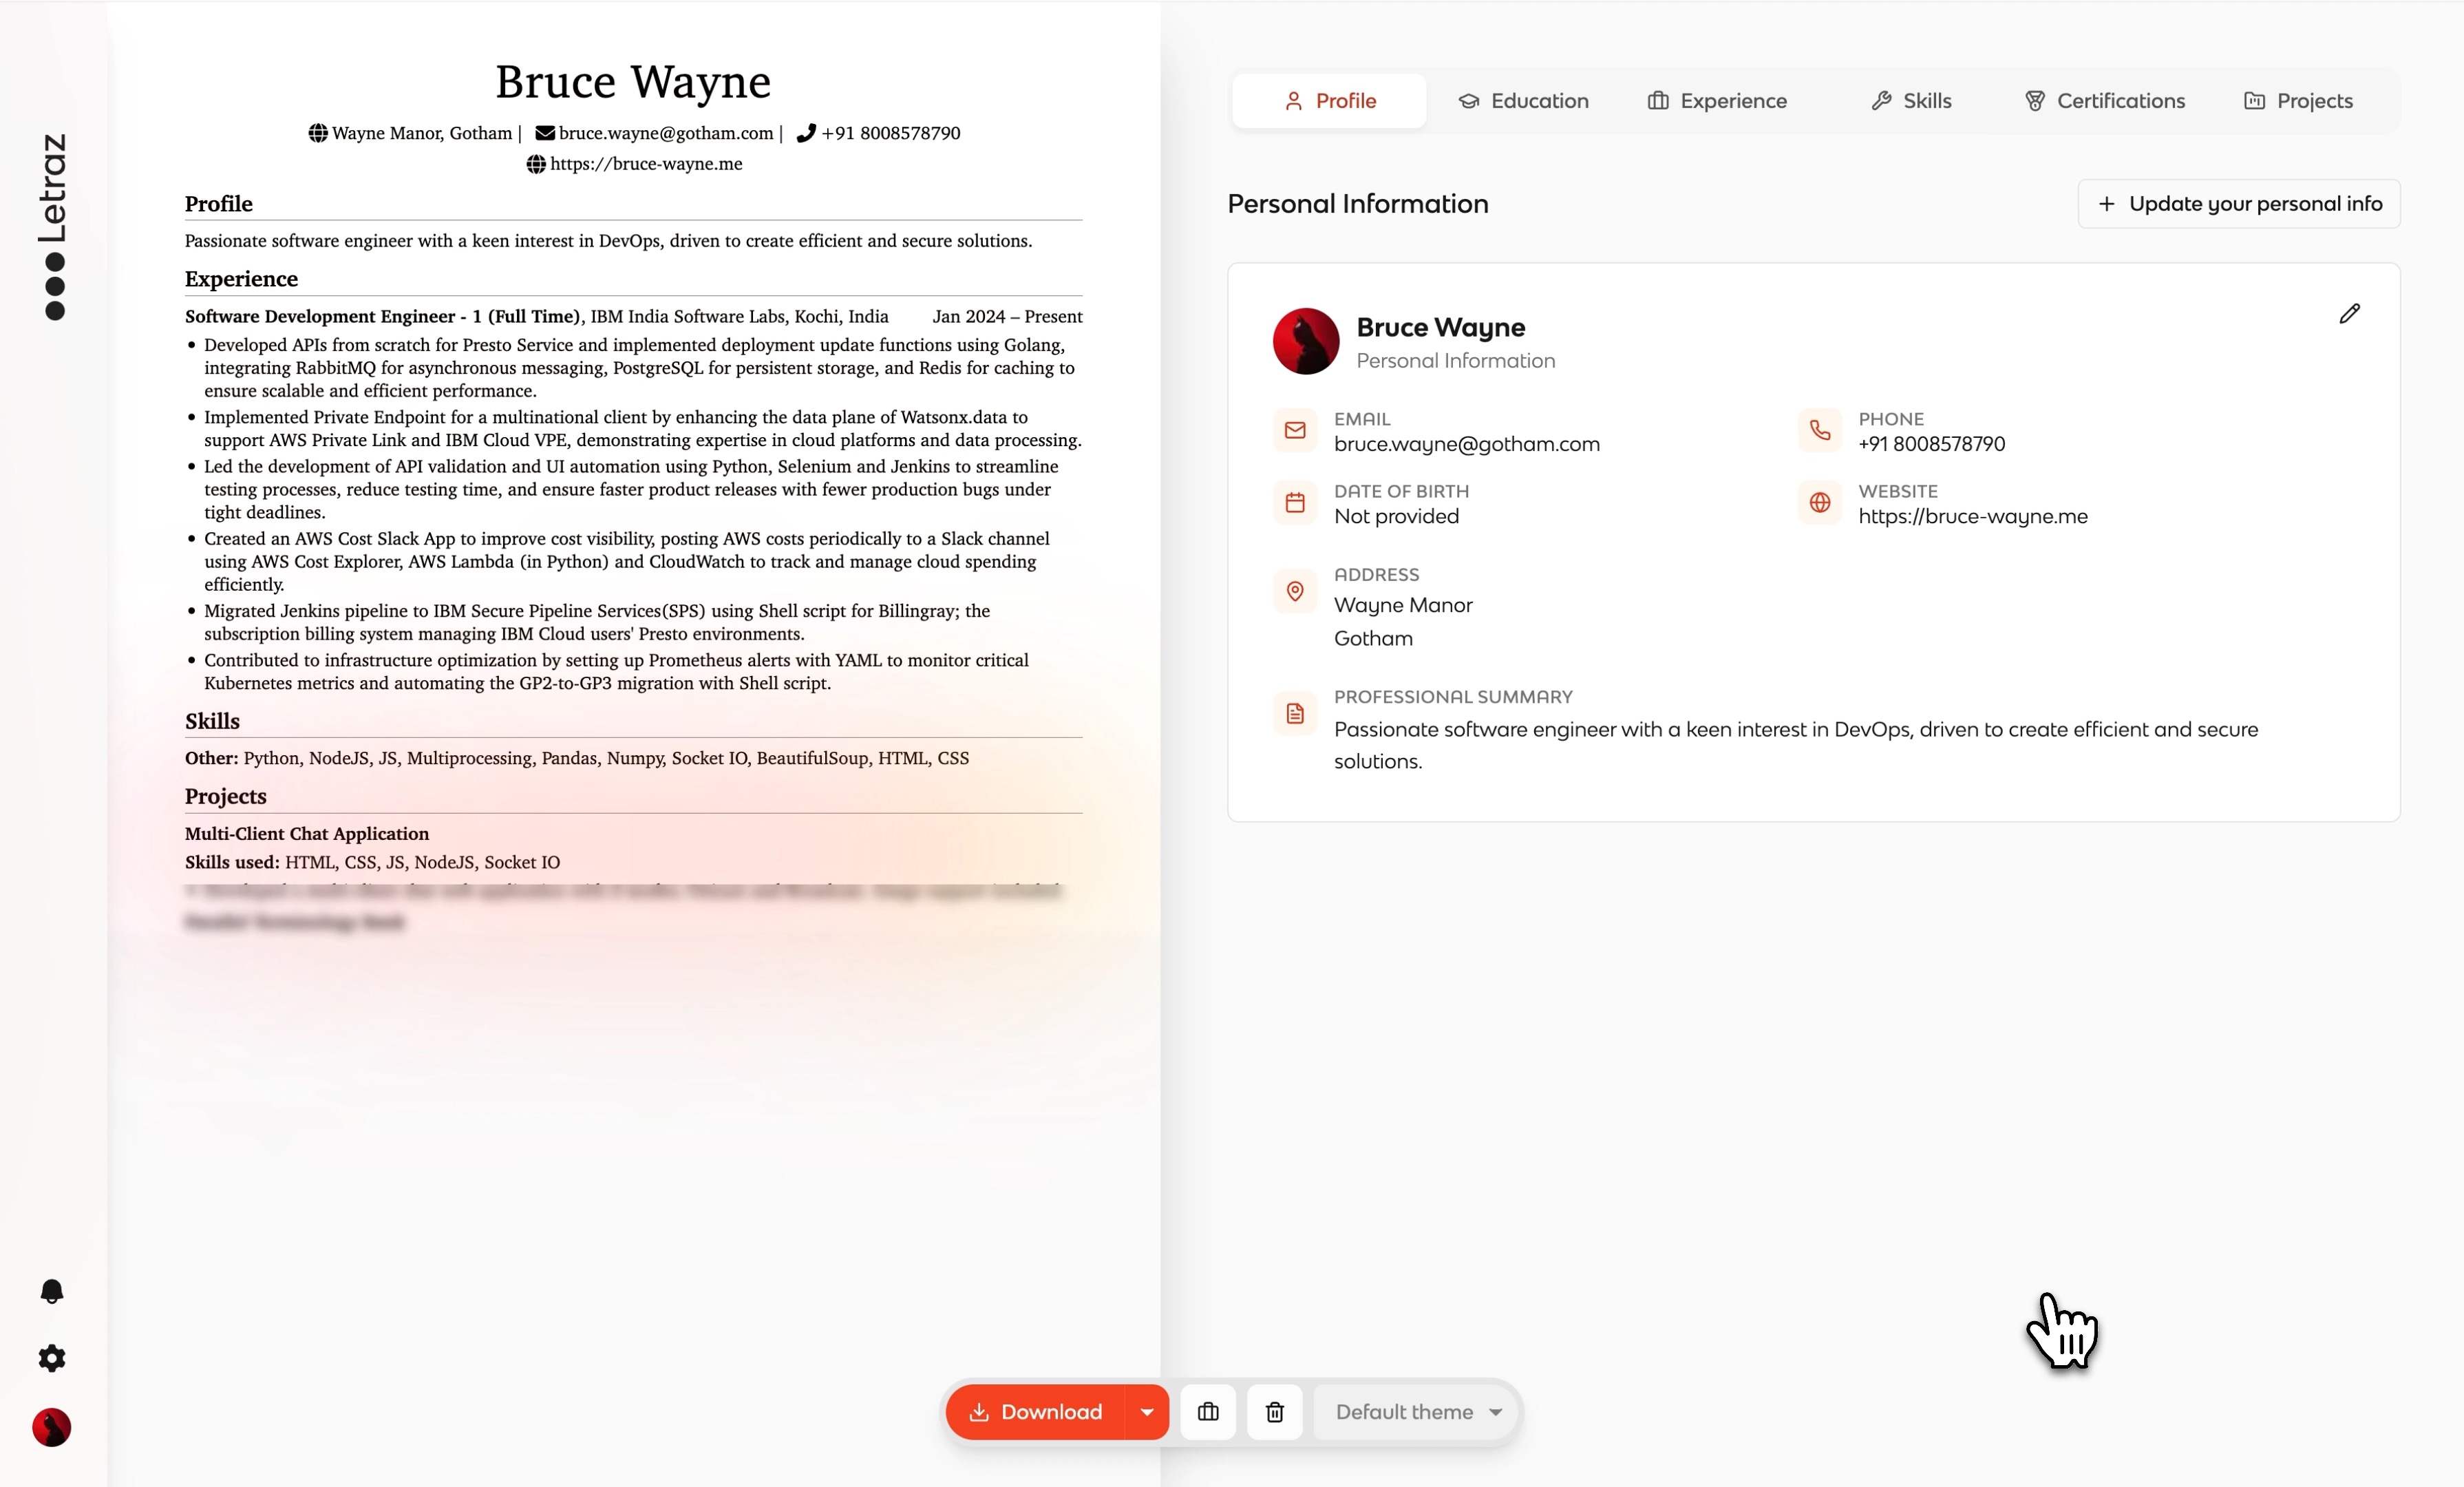 Letraz
Bruce Wayne
Wayne Manor, Gotham | bruce.wayne@gotham.com | +91 8008578790
https://bruce-wayne.me
Profile
Passionate software engineer with a keen interest in DevOps, driven to create efficient and secure solutions.
Experience
Software Development Engineer - 1 (Full Time), IBM India Software Labs, Kochi, India Jan 2024 – Present
• Developed APIs from scratch for Presto Service and implemented deployment update functions using Golang,
integrating RabbitMQ for asynchronous messaging, PostgreSQL for persistent storage, and Redis for caching to
ensure scalable and efficient performance.
• Implemented Private Endpoint for a multinational client by enhancing the data plane of Watsonx.data to
support AWS Private Link and IBM Cloud VPE, demonstrating expertise in cloud platforms and data processing.
• Led the development of API validation and UI automation using Python, Selenium and Jenkins to streamline
testing processes, reduce testing time, and ensure faster product releases with fewer production bugs under
tight deadlines.
• Created an AWS Cost Slack App to improve cost visibility, posting AWS costs periodically to a Slack channel
using AWS Cost Explorer, AWS Lambda (in Python) and CloudWatch to track and manage cloud spending
efficiently.
• Migrated Jenkins pipeline to IBM Secure Pipeline Services(SPS) using Shell script for Billingray; the
subscription billing system managing IBM Cloud users' Presto environments.
• Contributed to infrastructure optimization by setting up Prometheus alerts with YAML to monitor critical
Kubernetes metrics and automating the GP2-to-GP3 migration with Shell script.
Skills
Other: Python, NodeJS, JS, Multiprocessing, Pandas, Numpy, Socket IO, BeautifulSoup, HTML, CSS
Projects
Multi-Client Chat Application
Skills used: HTML, CSS, JS, NodeJS, Socket IO
Profile Education Experience Skills Certifications Projects
Personal Information
+ Update your personal info
Bruce Wayne
Personal Information
EMAIL
bruce.wayne@gotham.com
PHONE
+91 8008578790
DATE OF BIRTH
Not provided
WEBSITE
https://bruce-wayne.me
ADDRESS
Wayne Manor
Gotham
PROFESSIONAL SUMMARY
Passionate software engineer with a keen interest in DevOps, driven to create efficient and secure
solutions.
Download
Default theme